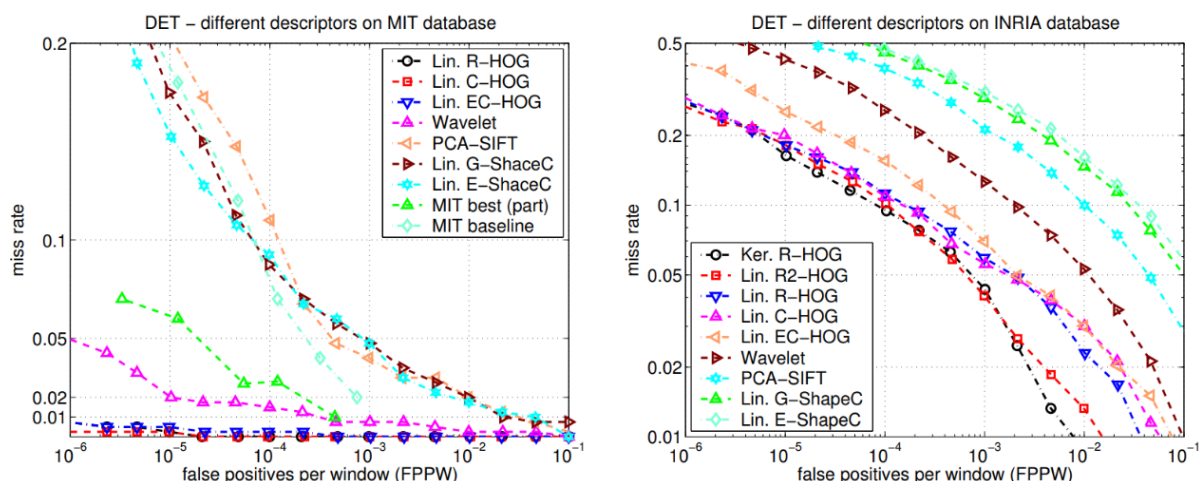 DET − different descriptors on MIT database
0.2
0.1
0.05
0.02
0.01
miss rate
Lin. R−HOG
Lin. C−HOG
Lin. EC−HOG
Wavelet
PCA−SIFT
Lin. G−ShaceC
Lin. E−ShaceC
MIT best (part)
MIT baseline
10−6 10−5 10−4 10−3 10−2 10−1
false positives per window (FPPW)
DET − different descriptors on INRIA database
0.5
0.2
0.1
0.05
0.02
0.01
miss rate
Ker. R−HOG
Lin. R2−HOG
Lin. R−HOG
Lin. C−HOG
Lin. EC−HOG
Wavelet
PCA−SIFT
Lin. G−ShapeC
Lin. E−ShapeC
10−6 10−5 10−4 10−3 10−2 10−1
false positives per window (FPPW)